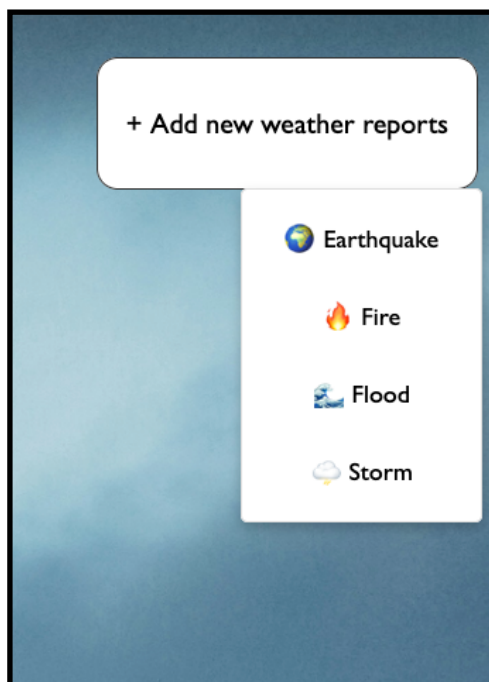 + Add new weather reports
🌍 Earthquake
🔥 Fire
🌊 Flood
🌩️ Storm